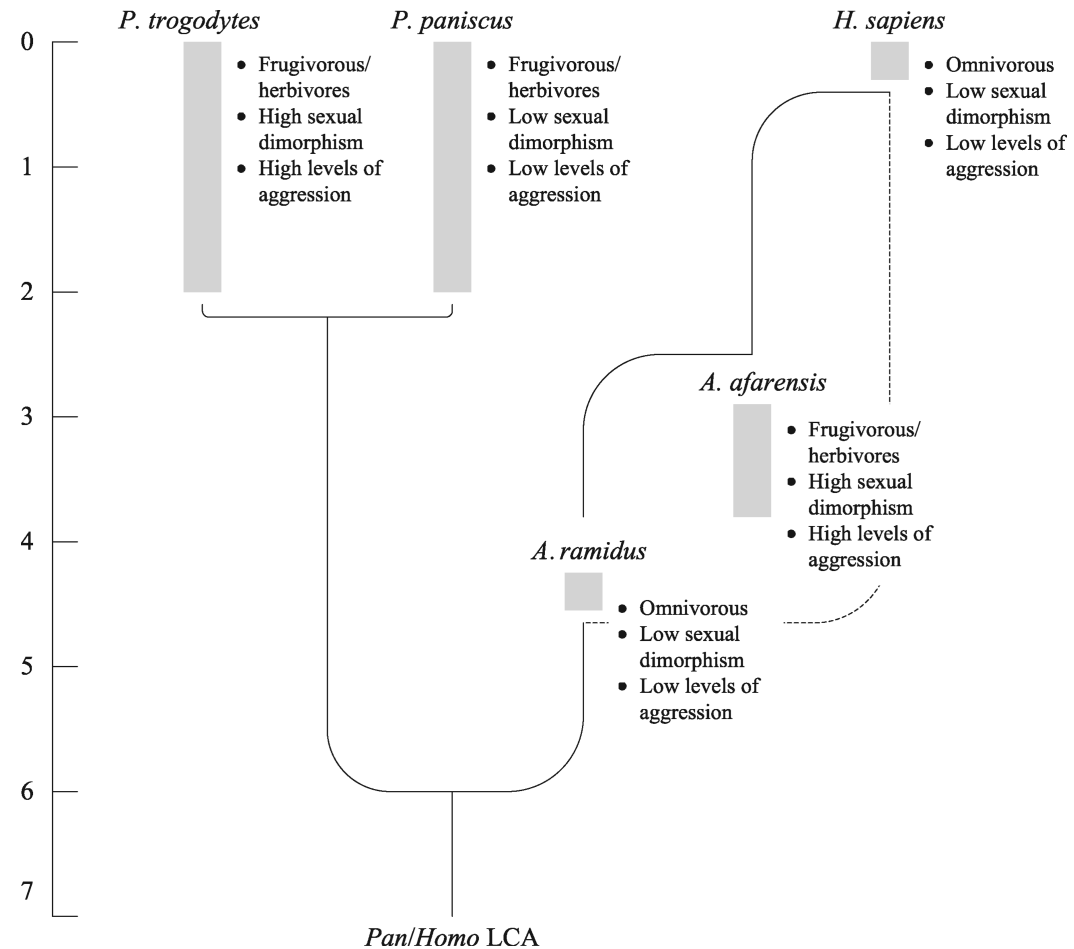 P. trogodytes
P. paniscus
H. sapiens
0
1
2
3
4
5
6
7
• Frugivorous/
herbivores
• High sexual
dimorphism
• High levels of
aggression
• Frugivorous/
herbivores
• Low sexual
dimorphism
• Low levels of
aggression
• Omnivorous
• Low sexual
dimorphism
• Low levels of
aggression
A. afarensis
• Frugivorous/
herbivores
• High sexual
dimorphism
• High levels of
aggression
A. ramidus
• Omnivorous
• Low sexual
dimorphism
• Low levels of
aggression
Pan/Homo LCA